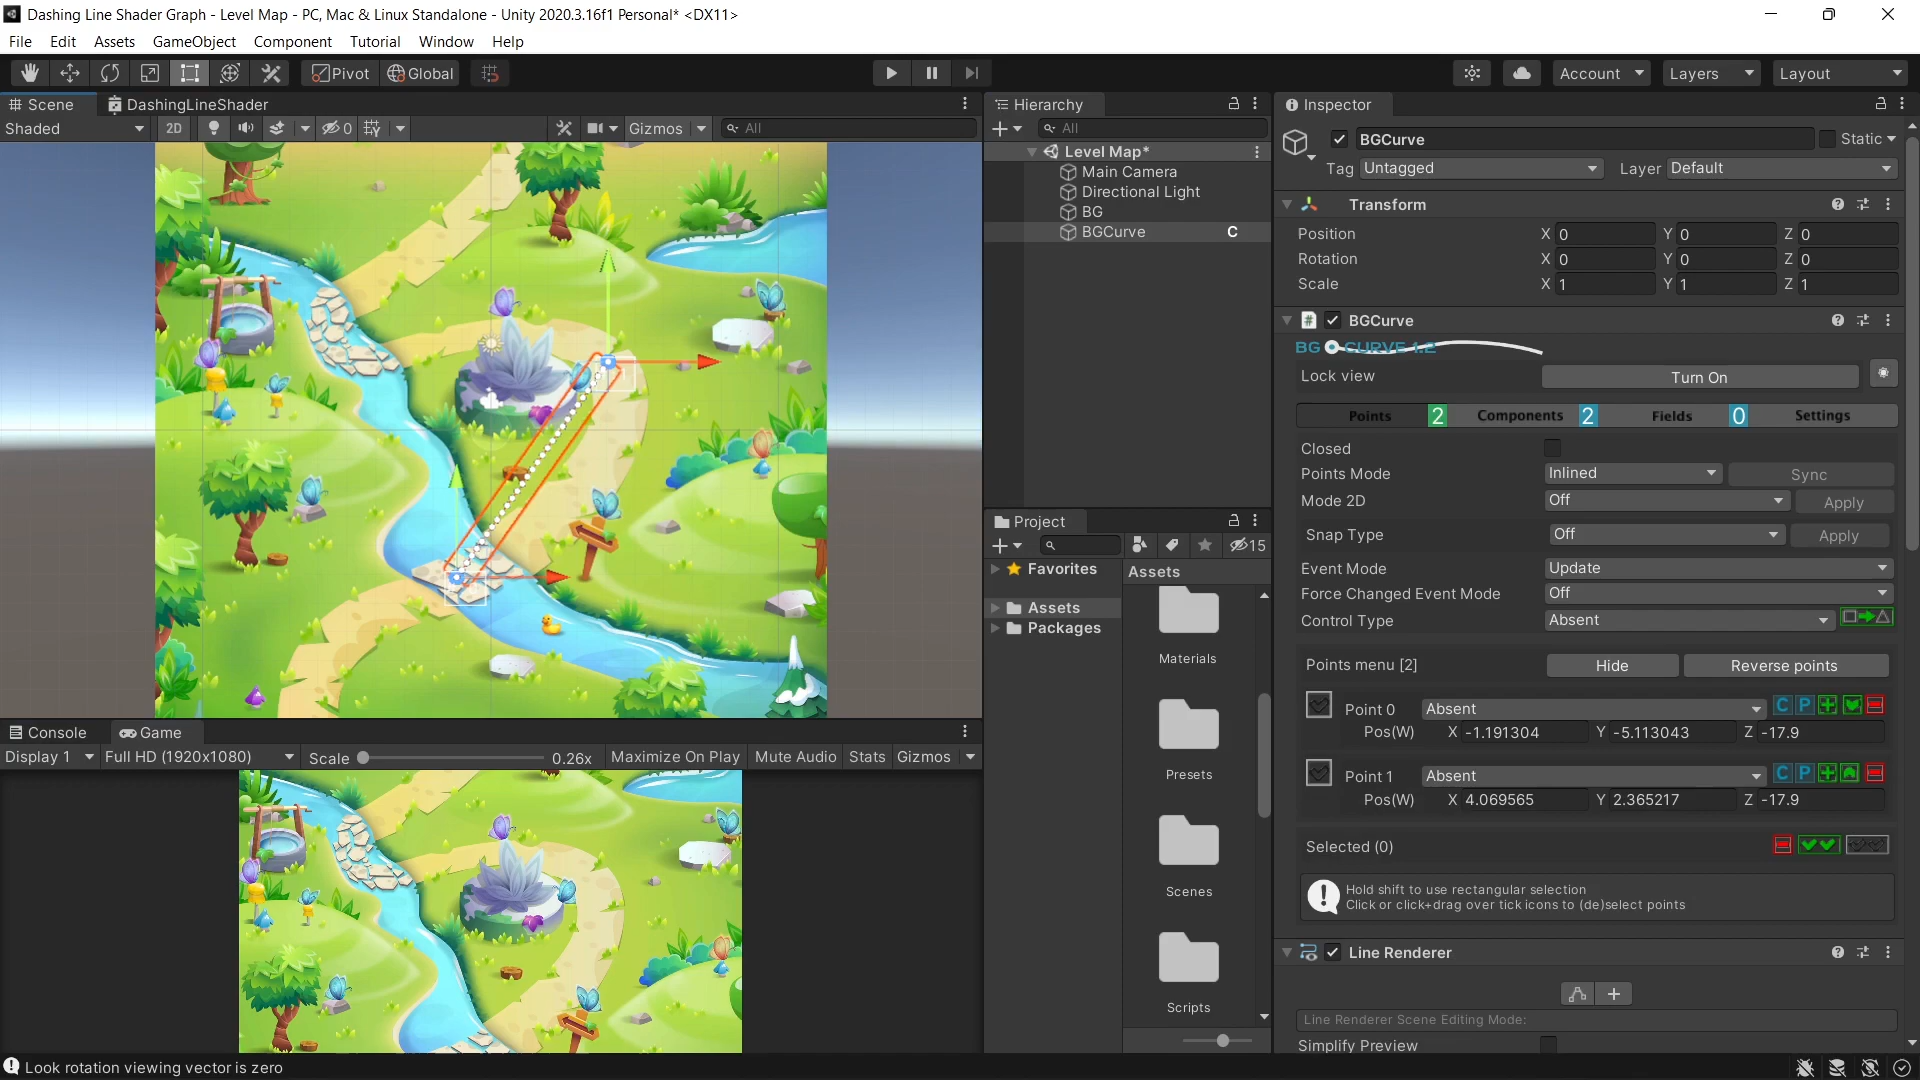 Dashing Line Shader Graph - Level Map - PC, Mac & Linux Standalone - Unity 2020.3.16f1 Personal* <DX11>
File Edit Assets GameObject Component Tutorial Window Help
Pivot Global Account Layers Layout
Scene DashingLineShader
Shaded 2D 0 Gizmos All
Hierarchy
All
Level Map*
Main Camera
Directional Light
BG
BGCurve C
Project
15
Favorites
Assets
Packages
Assets
Materials
Presets
Scenes
Scripts
Inspector
BGCurve Static
Tag Untagged Layer Default
Transform
Position X 0 Y 0 Z 0
Rotation X 0 Y 0 Z 0
Scale X 1 Y 1 Z 1
# BGCurve
BG CURVE 1.2
Lock view Turn On
Points 2 Components 2 Fields 0 Settings
Closed
Points Mode Inlined Sync
Mode 2D Off Apply
Snap Type Off Apply
Event Mode Update
Force Changed Event Mode Off
Control Type Absent
Points menu [2] Hide Reverse points
Point 0 Absent C P
Pos(W) X -1.191304 Y -5.113043 Z -17.9
Point 1 Absent C P
Pos(W) X 4.069565 Y 2.365217 Z -17.9
Selected (0)
Hold shift to use rectangular selection
Click or click+drag over tick icons to (de)select points
Line Renderer
Line Renderer Scene Editing Mode:
Simplify Preview
Console Game
Display 1 Full HD (1920x1080) Scale 0.26x Maximize On Play Mute Audio Stats Gizmos
Look rotation viewing vector is zero